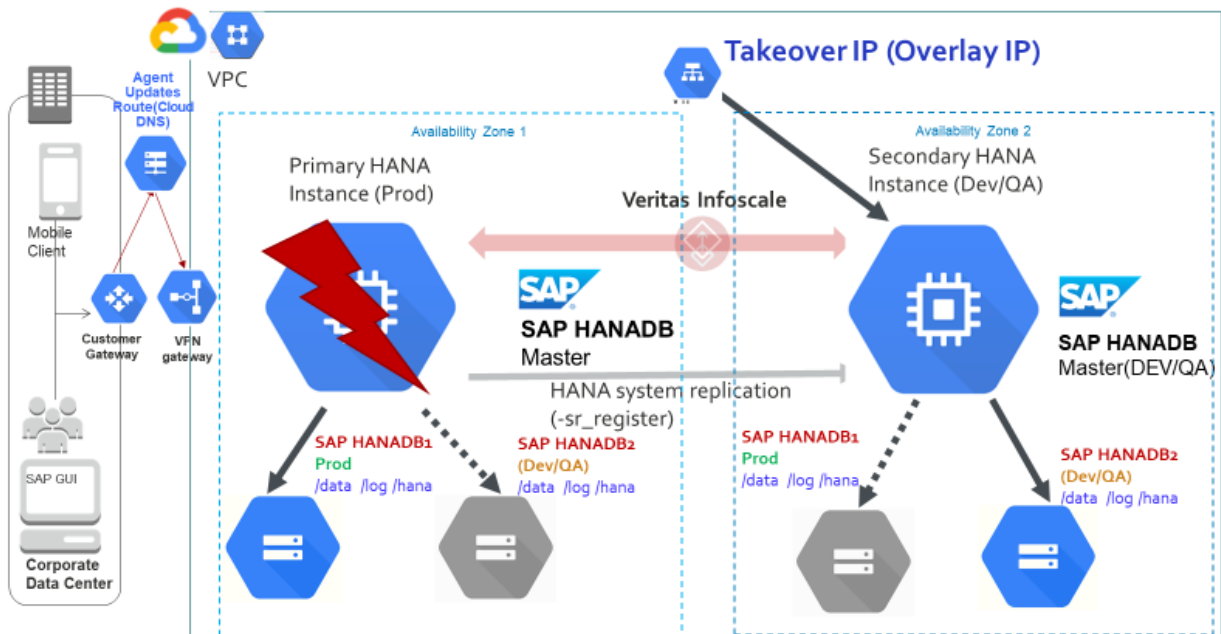 Takeover IP (Overlay IP)
VPC
Agent
Updates
Route(Cloud
DNS)
Availability Zone 1
Availability Zone 2
Primary HANA
Instance (Prod)
Secondary HANA
Instance (Dev/QA)
Veritas Infoscale
Mobile
Client
Customer
Gateway
VPN
gateway
SAP
SAP HANADB
Master
SAP
SAP HANADB
Master(DEV/QA)
HANA system replication
(-sr_register)
SAP HANADB1
Prod
/data /log /hana
SAP HANADB2
(Dev/QA)
/data /log /hana
SAP HANADB1
Prod
/data /log /hana
SAP HANADB2
(Dev/QA)
/data /log /hana
SAP GUI
Corporate
Data Center